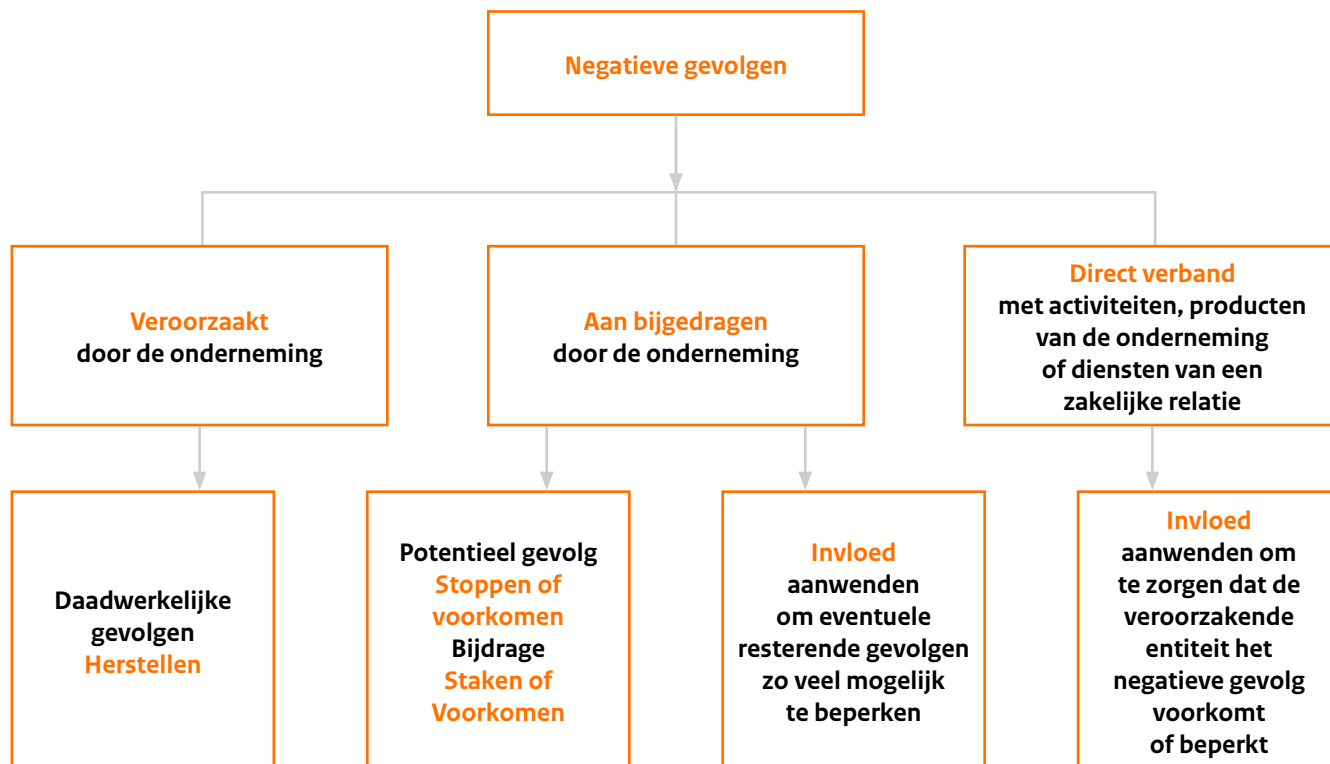 Negatieve gevolgen
Veroorzaakt
door de onderneming
Aan bijgedragen
door de onderneming
Direct verband
met activiteiten, producten
van de onderneming
of diensten van een
zakelijke relatie
Daadwerkelijke
gevolgen
Herstellen
Potentieel gevolg
Stoppen of
voorkomen
Bijdrage
Staken of
Voorkomen
Invloed
aanwenden
om eventuele
resterende gevolgen
zo veel mogelijk
te beperken
Invloed
aanwenden om
te zorgen dat de
veroorzakende
entiteit het
negatieve gevolg
voorkomt
of beperkt